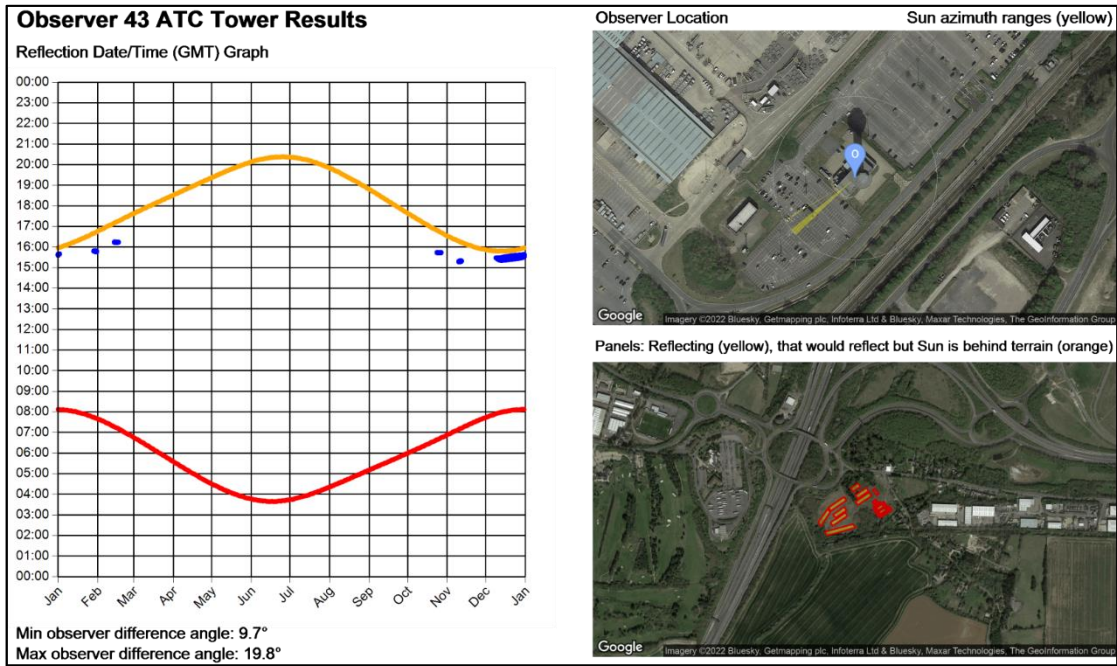 Observer 43 ATC Tower Results
Reflection Date/Time (GMT) Graph
00:00
23:00
22:00
21:00
20:00
19:00
18:00
17:00
16:00
15:00
14:00
13:00
12:00
11:00
10:00
09:00
08:00
07:00
06:00
05:00
04:00
03:00
02:00
01:00
00:00
Jan Feb Mar Apr May Jun Jul Aug Sep Oct Nov Dec Jan
Min observer difference angle: 9.7°
Max observer difference angle: 19.8°
Observer Location Sun azimuth ranges (yellow)
O
Google Imagery ©2022 Bluesky, Getmapping plc, Infoterra Ltd & Bluesky, Maxar Technologies, The GeoInformation Group
Panels: Reflecting (yellow), that would reflect but Sun is behind terrain (orange)
Google Imagery ©2022 Bluesky, Getmapping plc, Infoterra Ltd & Bluesky, Maxar Technologies, The GeoInformation Group